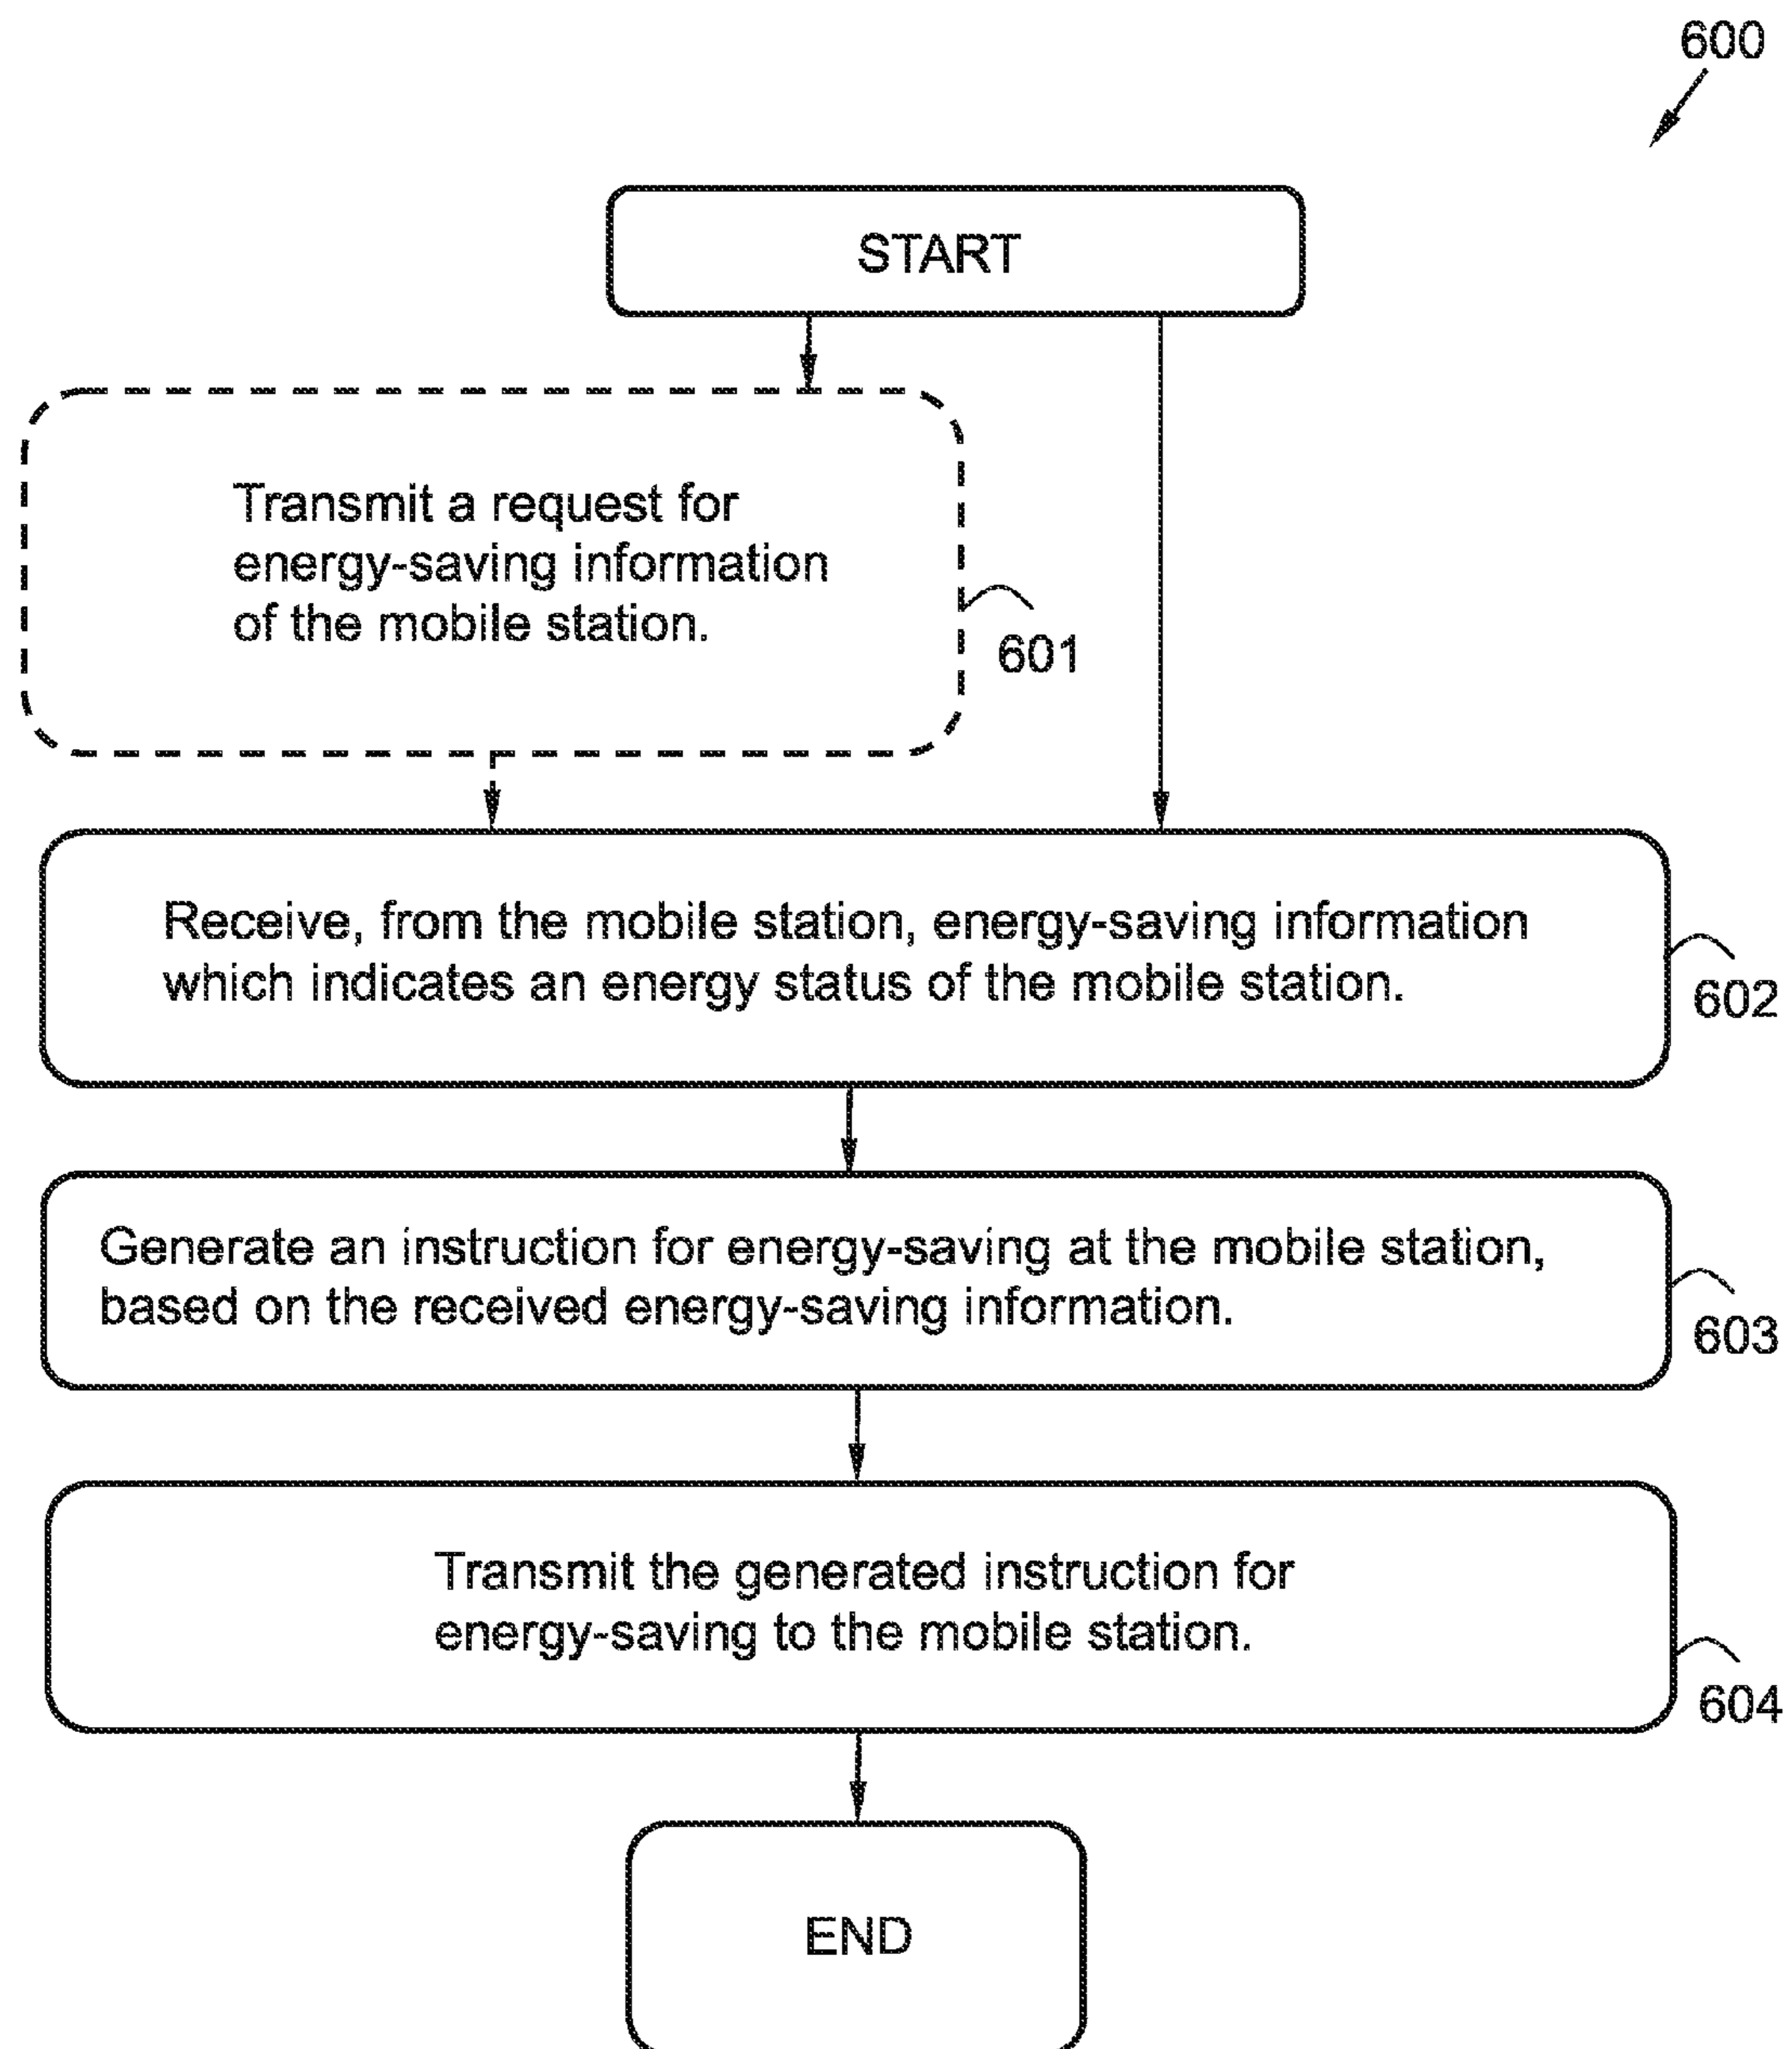 600
START
Transmit a request for
energy-saving information
of the mobile station.
601
Receive, from the mobile station, energy-saving information
which indicates an energy status of the mobile station.
602
Generate an instruction for energy-saving at the mobile station,
based on the received energy-saving information.
603
Transmit the generated instruction for
energy-saving to the mobile station.
604
END